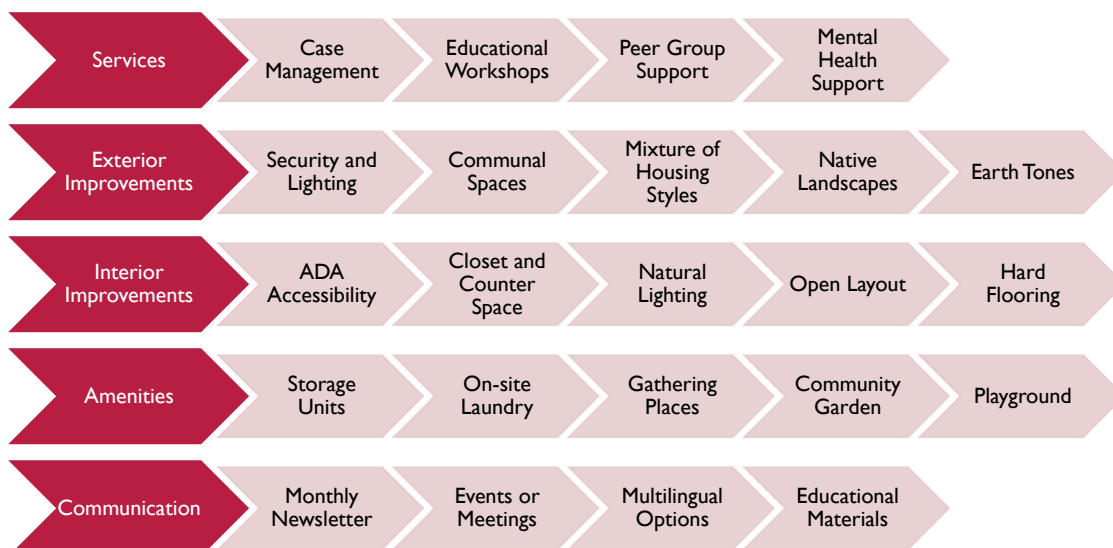 Services
Case
Management
Educational
Workshops
Peer Group
Support
Mental
Health
Support
Exterior
Improvements
Security and
Lighting
Communal
Spaces
Mixture of
Housing
Styles
Native
Landscapes
Earth Tones
Interior
Improvements
ADA
Accessibility
Closet and
Counter
Space
Natural
Lighting
Open Layout
Hard
Flooring
Amenities
Storage
Units
On-site
Laundry
Gathering
Places
Community
Garden
Playground
Communication
Monthly
Newsletter
Events or
Meetings
Multilingual
Options
Educational
Materials